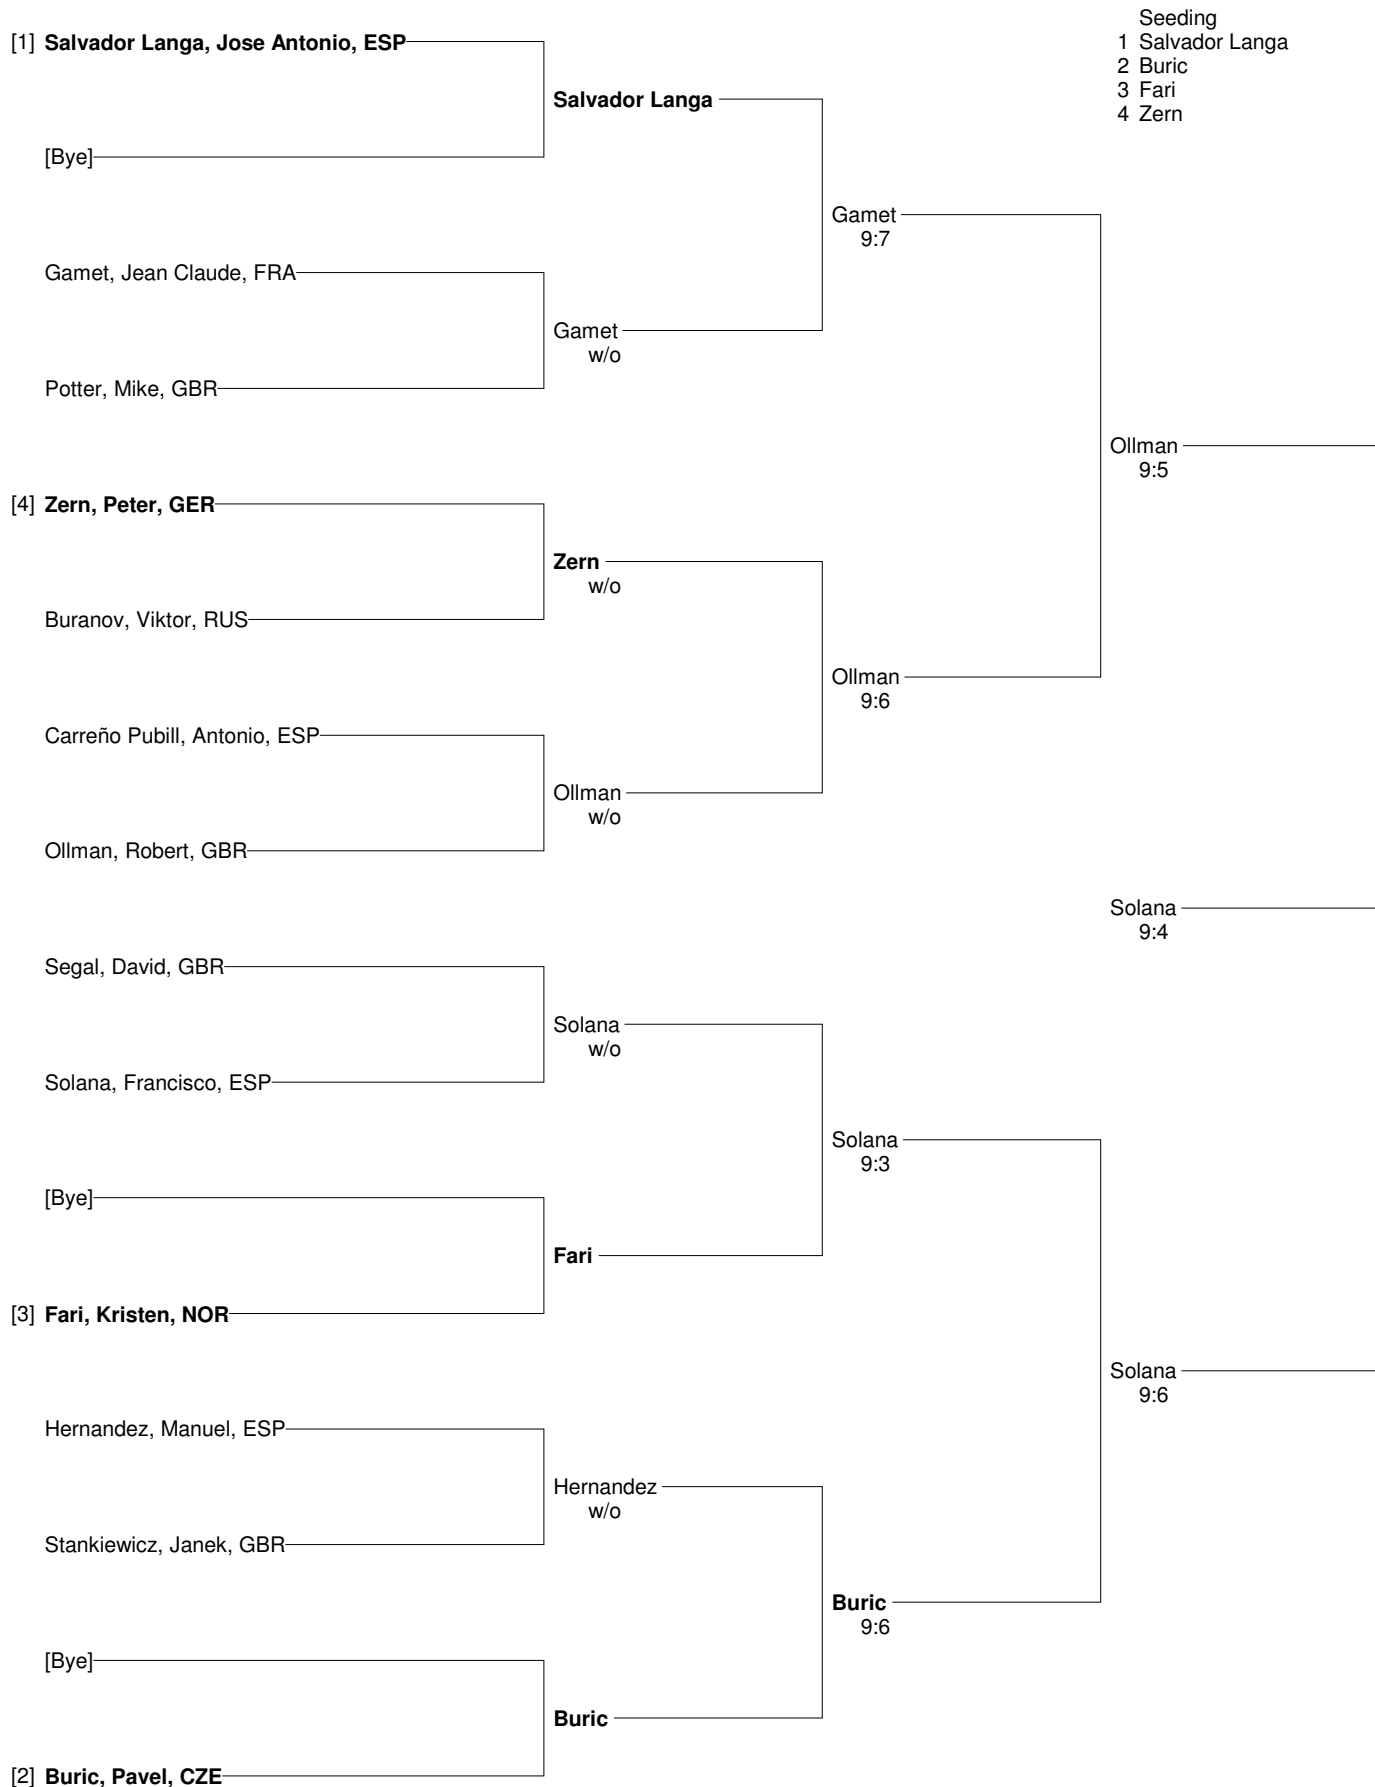 Seeding
1 Salvador Langa
2 Buric
3 Fari
4 Zern
[1] Salvador Langa, Jose Antonio, ESP
Salvador Langa
[Bye]
Gamet
9:7
Gamet, Jean Claude, FRA
Gamet
w/o
Potter, Mike, GBR
Ollman
9:5
[4] Zern, Peter, GER
Zern
w/o
Buranov, Viktor, RUS
Ollman
9:6
Carreño Pubill, Antonio, ESP
Ollman
w/o
Ollman, Robert, GBR
Solana
9:4
Segal, David, GBR
Solana
w/o
Solana, Francisco, ESP
Solana
9:3
[Bye]
Fari
[3] Fari, Kristen, NOR
Solana
9:6
Hernandez, Manuel, ESP
Hernandez
w/o
Stankiewicz, Janek, GBR
Buric
9:6
[Bye]
Buric
[2] Buric, Pavel, CZE